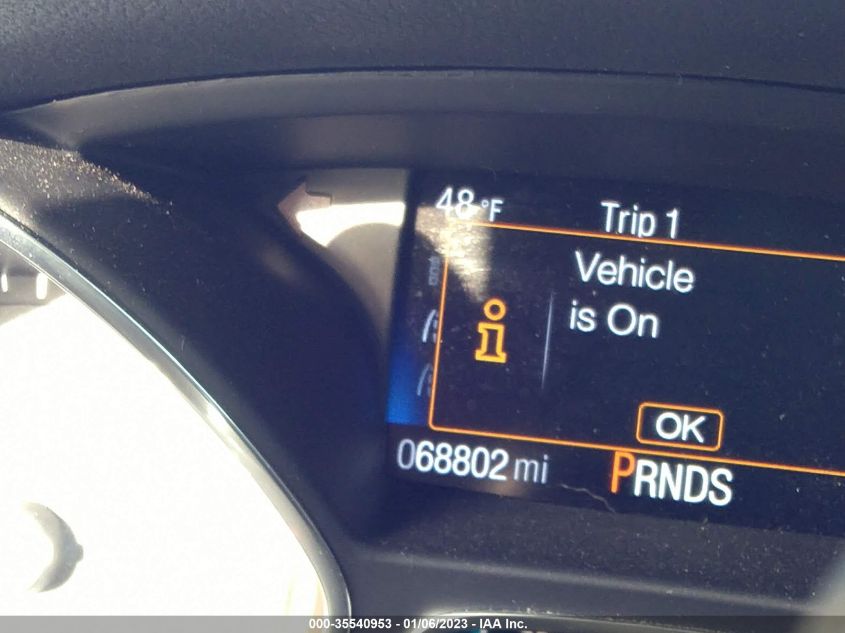 48°F
Trip 1
Vehicle
is On
OK
068802 mi
PRNDS
000-35540953 - 01/06/2023 - IAA Inc.